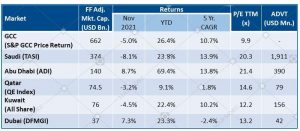 Market FF Adj. Mkt. Cap. (USD Bn.) Returns P/E TTM (x) ADVT (USD Mn.)
Nov 2021 YTD 5 Yr. CAGR
GCC (S&P GCC Price Return) 662 -5.0% 26.4% 10.7% 9.9 -
Saudi (TASI) 374 -8.1% 23.8% 13.9% 20.3 1,911
Abu Dhabi (ADI) 140 8.7% 69.4% 13.8% 21.4 390
Qatar (QE Index) 74.5 -3.2% 9.1% 1.8% 14.6 79
Kuwait (All Share) 76 -4.5% 22.4% 10.2% 12.2 156
Dubai (DFMGI) 37 7.3% 23.3% -2.4% 13.2 42